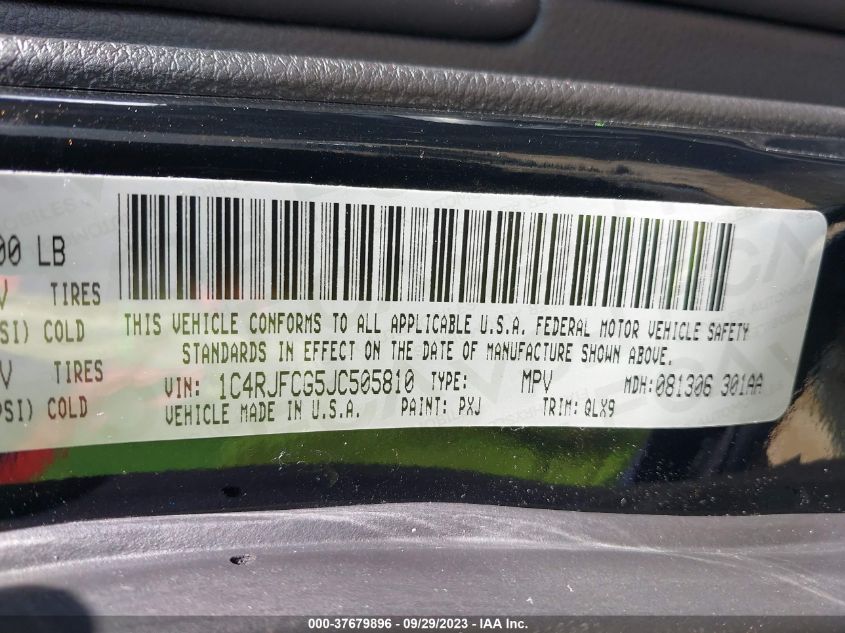 00 LB
V TIRES
SI) COLD
V TIRES
PSI) COLD
THIS VEHICLE CONFORMS TO ALL APPLICABLE U.S.A. FEDERAL MOTOR VEHICLE SAFETY
STANDARDS IN EFFECT ON THE DATE OF MANUFACTURE SHOWN ABOVE.
VIN: 1C4RJFCG5JC505810 TYPE: MPV MDH:081306 301AA
VEHICLE MADE IN U.S.A. PAINT: PXJ TRIM: QLX9
000-37679896 - 09/29/2023 - IAA Inc.